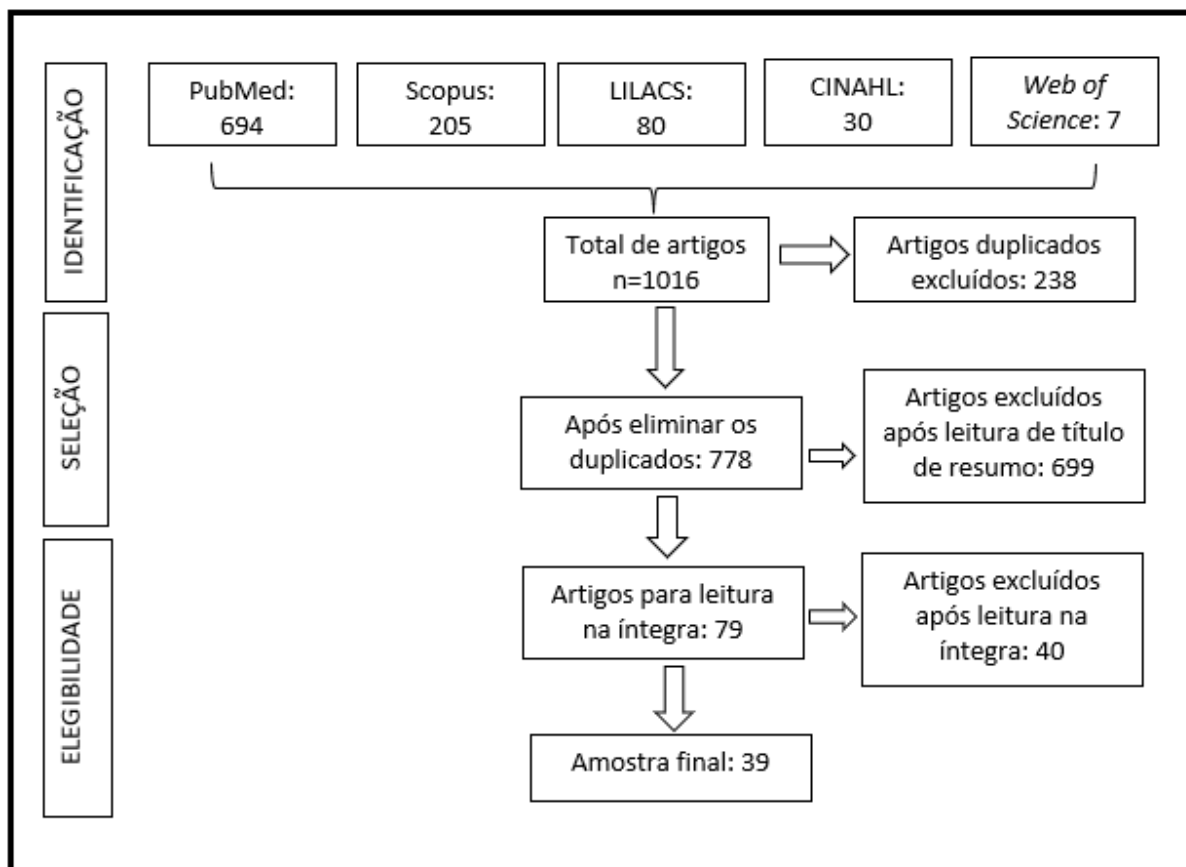 IDENTIFICAÇÃO
PubMed:
694
Scopus:
205
LILACS:
80
CINAHL:
30
Web of
Science: 7
Total de artigos
n=1016
Artigos duplicados
excluídos: 238
SELEÇÃO
Após eliminar os
duplicados: 778
Artigos excluídos
após leitura de título
de resumo: 699
ELEGIBILIDADE
Artigos para leitura
na íntegra: 79
Artigos excluídos
após leitura na
íntegra: 40
Amostra final: 39